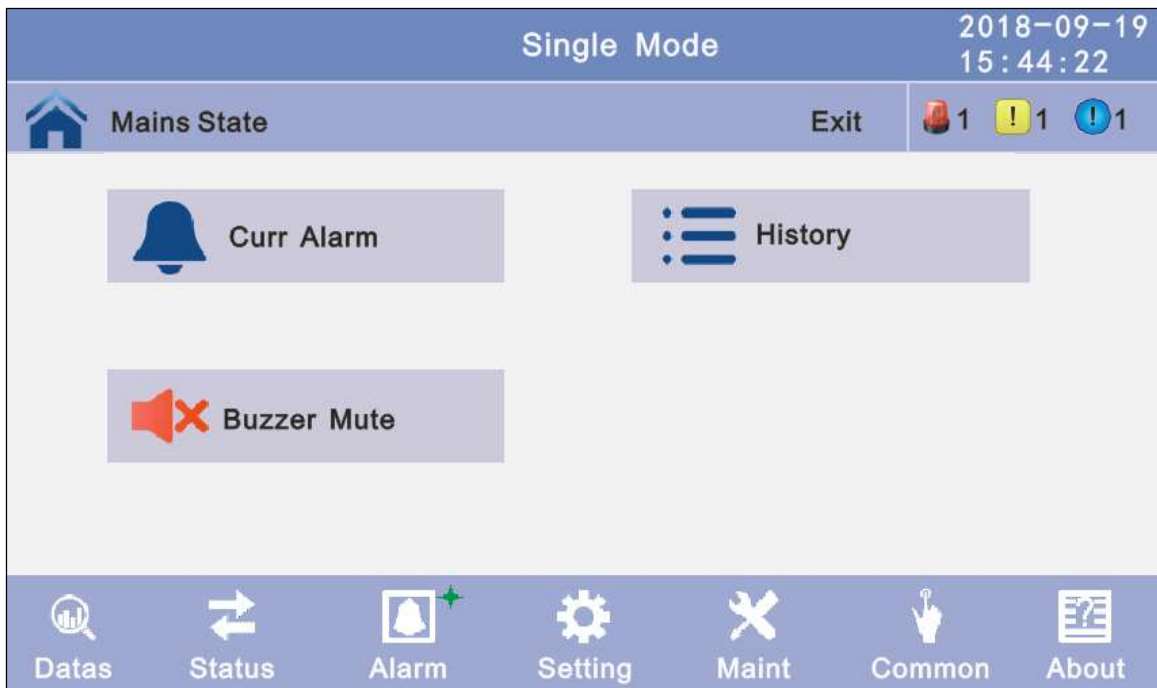 Single Mode
2018-09-19
15:44:22
Mains State
Exit
1
! 1
! 1
Curr Alarm
History
Buzzer Mute
?
Datas
Status
Alarm
Setting
Maint
Common
About